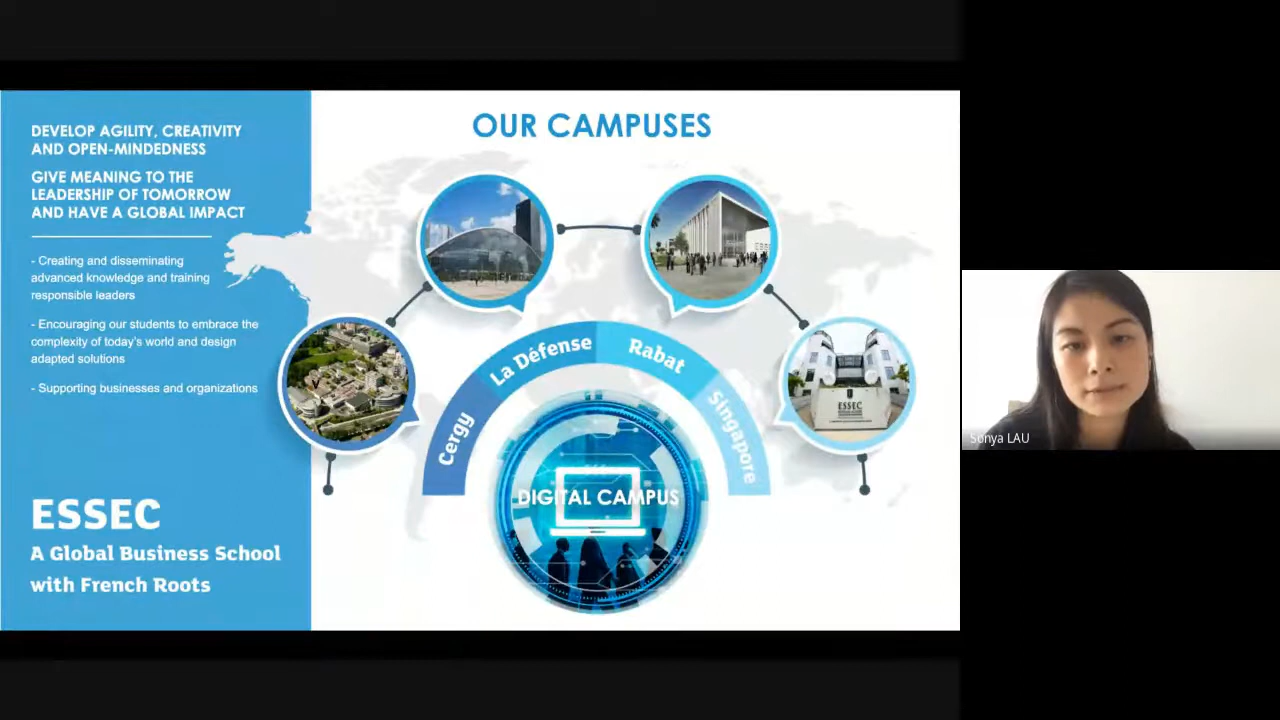 DEVELOP AGILITY, CREATIVITY
AND OPEN-MINDEDNESS
GIVE MEANING TO THE
LEADERSHIP OF TOMORROW
AND HAVE A GLOBAL IMPACT
- Creating and disseminating
advanced knowledge and training
responsible leaders
- Encouraging our students to embrace the
complexity of today's world and design
adapted solutions
- Supporting businesses and organizations
ESSEC
A Global Business School
with French Roots
OUR CAMPUSES
Cergy
La Défense
Rabat
Singapore
DIGITAL CAMPUS
ESSEC
Sonya LAU